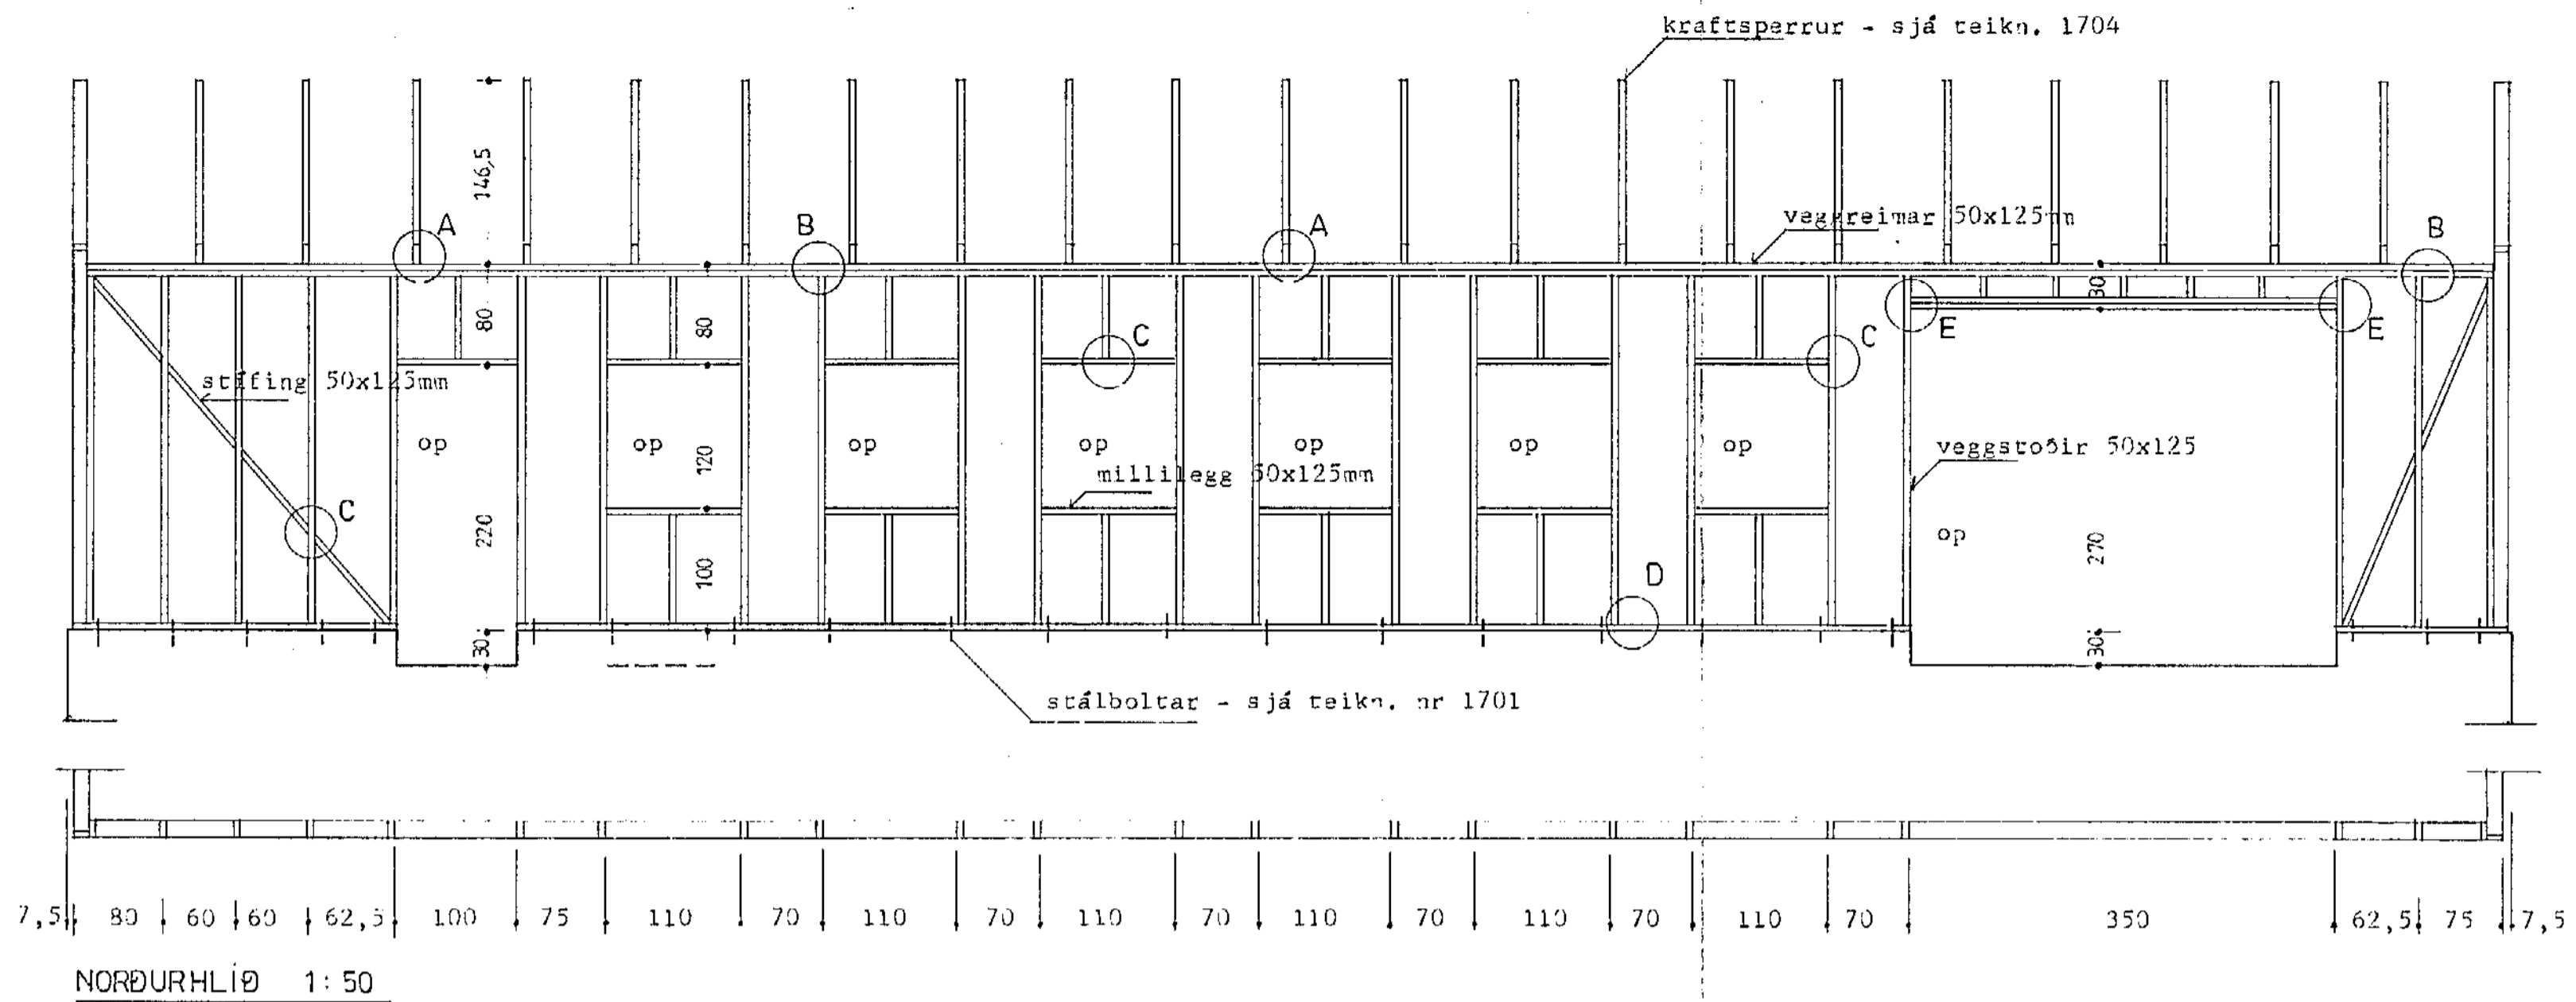 kraftsperrur - sjá teikn. 1704
146,5
A
B
A
veggreimar 50x125mm
B
80
80
30
C
C
E
E
stífing 50x125mm
op
op
op
op
op
op
op
120
millilegg 50x125mm
veggstoðir 50x125
C
220
100
D
op
270
30
30
stálboltar - sjá teikn. nr 1701
7,5 80 60 60 62,5 100 75 110 70 110 70 110 70 110 70 110 70 110 70 350 62,5 75 7,5
NORÐURHLÍÐ 1:50